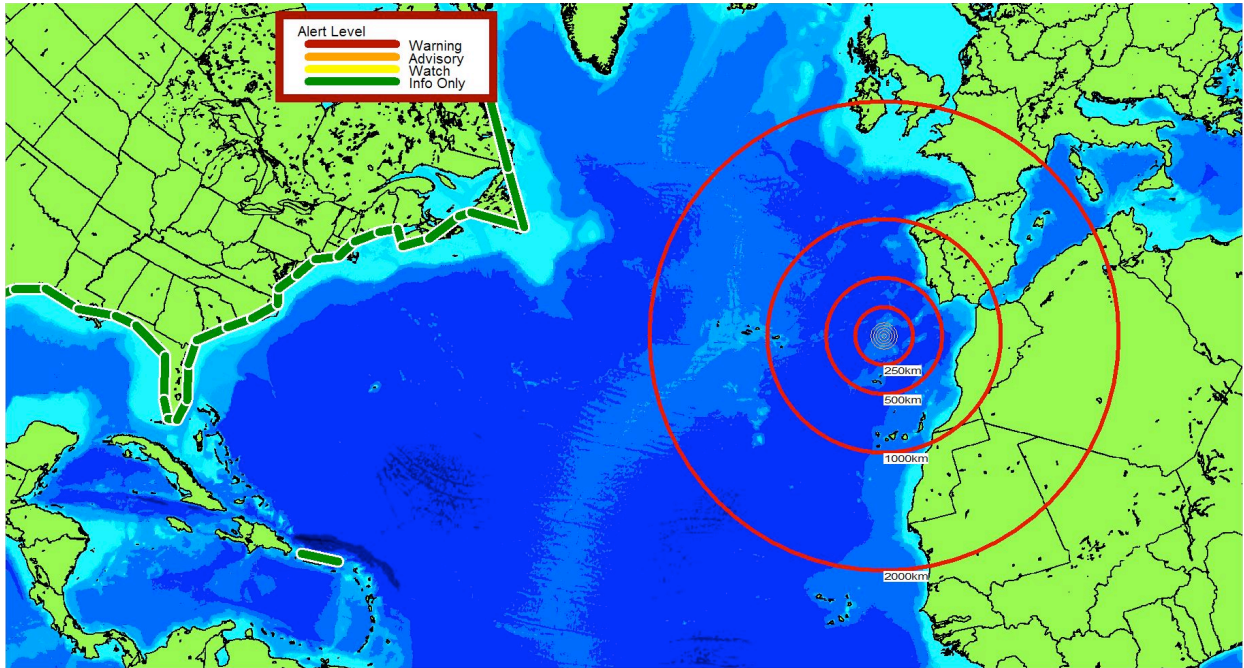 Alert Level
Warning
Advisory
Watch
Info Only
250km
500km
1000km
2000km